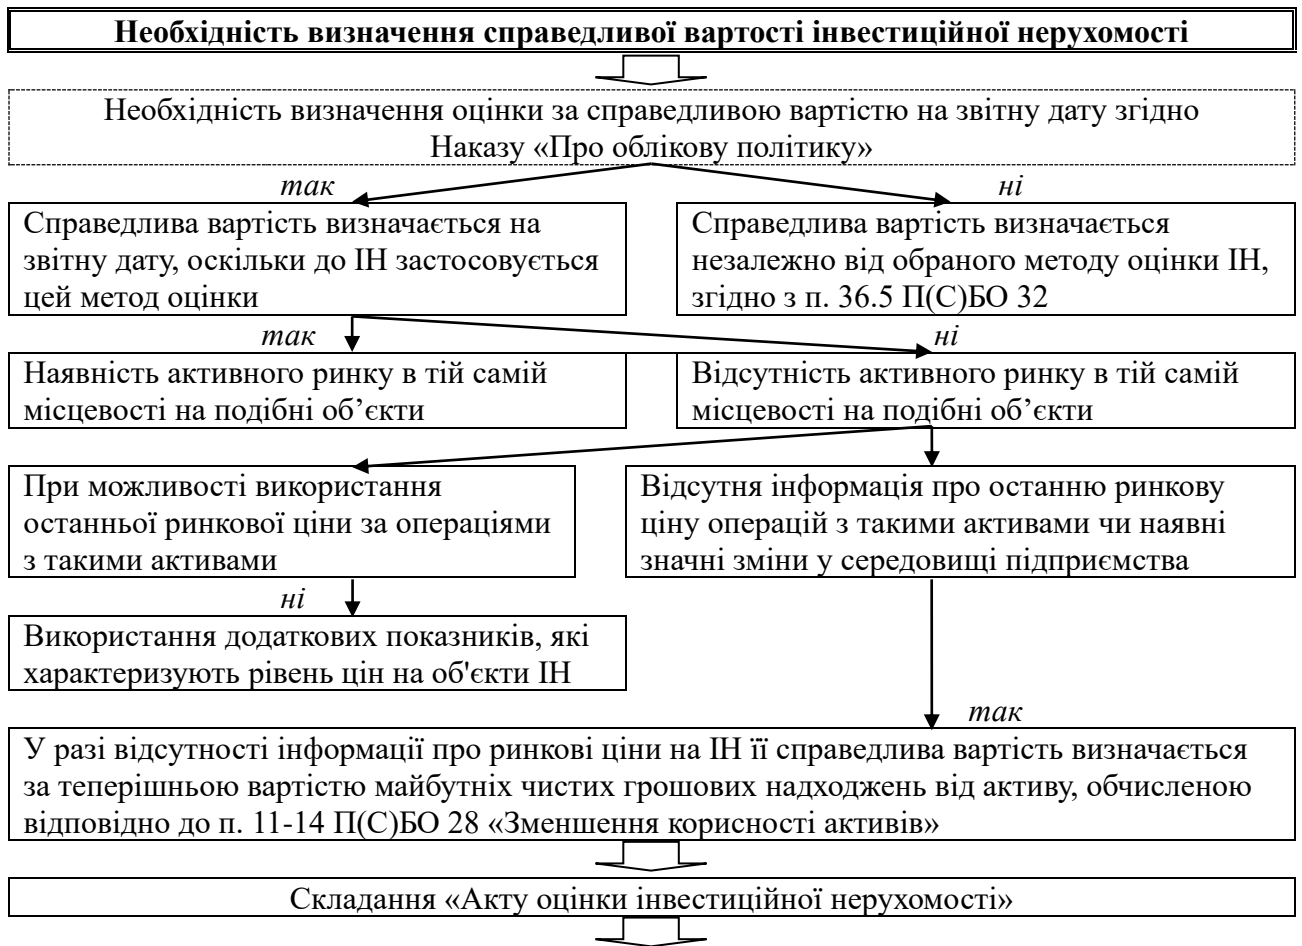 Необхідність визначення справедливої вартості інвестиційної нерухомості
Необхідність визначення оцінки за справедливою вартістю на звітну дату згідно
Наказу «Про облікову політику»
так
ні
Справедлива вартість визначається на
звітну дату, оскільки до ІН застосовується
цей метод оцінки
Справедлива вартість визначається
незалежно від обраного методу оцінки ІН,
згідно з п. 36.5 П(С)БО 32
так
ні
Наявність активного ринку в тій самій
місцевості на подібні об’єкти
Відсутність активного ринку в тій самій
місцевості на подібні об’єкти
При можливості використання
останньої ринкової ціни за операціями
з такими активами
Відсутня інформація про останню ринкову
ціну операцій з такими активами чи наявні
значні зміни у середовищі підприємства
ні
Використання додаткових показників, які
характеризують рівень цін на об'єкти ІН
так
У разі відсутності інформації про ринкові ціни на ІН її справедлива вартість визначається
за теперішньою вартістю майбутніх чистих грошових надходжень від активу, обчисленою
відповідно до п. 11-14 П(С)БО 28 «Зменшення корисності активів»
Складання «Акту оцінки інвестиційної нерухомості»